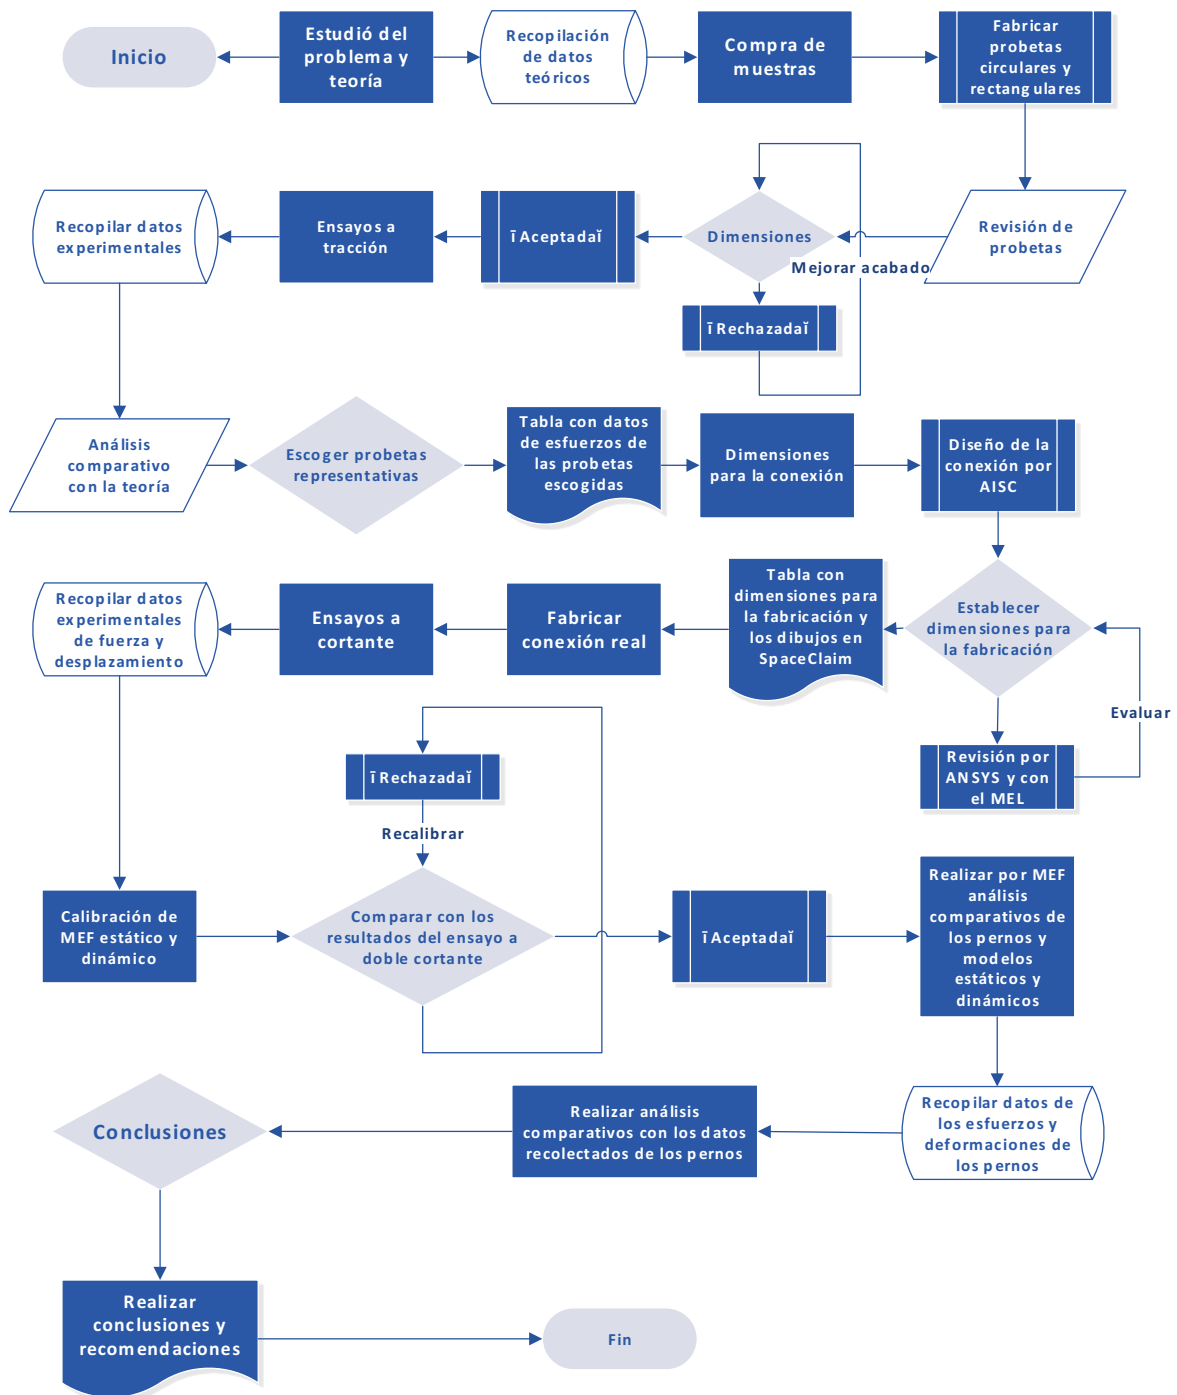 Inicio
Estudió del
problema y
teoría
Recopilación
de datos
teóricos
Compra de
muestras
Fabricar
probetas
circulares y
rectangulares
Recopilar datos
experimentales
Ensayos a
tracción
ī Aceptadaĭ
Dimensiones
Revisión de
probetas
Mejorar acabado
ī Rechazadaĭ
Análisis
comparativo
con la teoría
Escoger probetas
representativas
Tabla con datos
de esfuerzos de
las probetas
escogidas
Dimensiones
para la conexión
Diseño de la
conexión por
AISC
Recopilar datos
experimentales
de fuerza y
desplazamiento
Ensayos a
cortante
Fabricar
conexión real
Tabla con
dimensiones para
la fabricación y
los dibujos en
SpaceClaim
Establecer
dimensiones para
la fabricación
Evaluar
Revisión por
ANSYS y con
el MEL
ī Rechazadaĭ
Recalibrar
Calibración de
MEF estático y
dinámico
Comparar con los
resultados del ensayo a
doble cortante
ī Aceptadaĭ
Realizar por MEF
análisis
comparativos de
los pernos y
modelos
estáticos y
dinámicos
Conclusiones
Realizar análisis
comparativos con los datos
recolectados de los pernos
Recopilar datos de
los esfuerzos y
deformaciones de
los pernos
Realizar
conclusiones y
recomendaciones
Fin